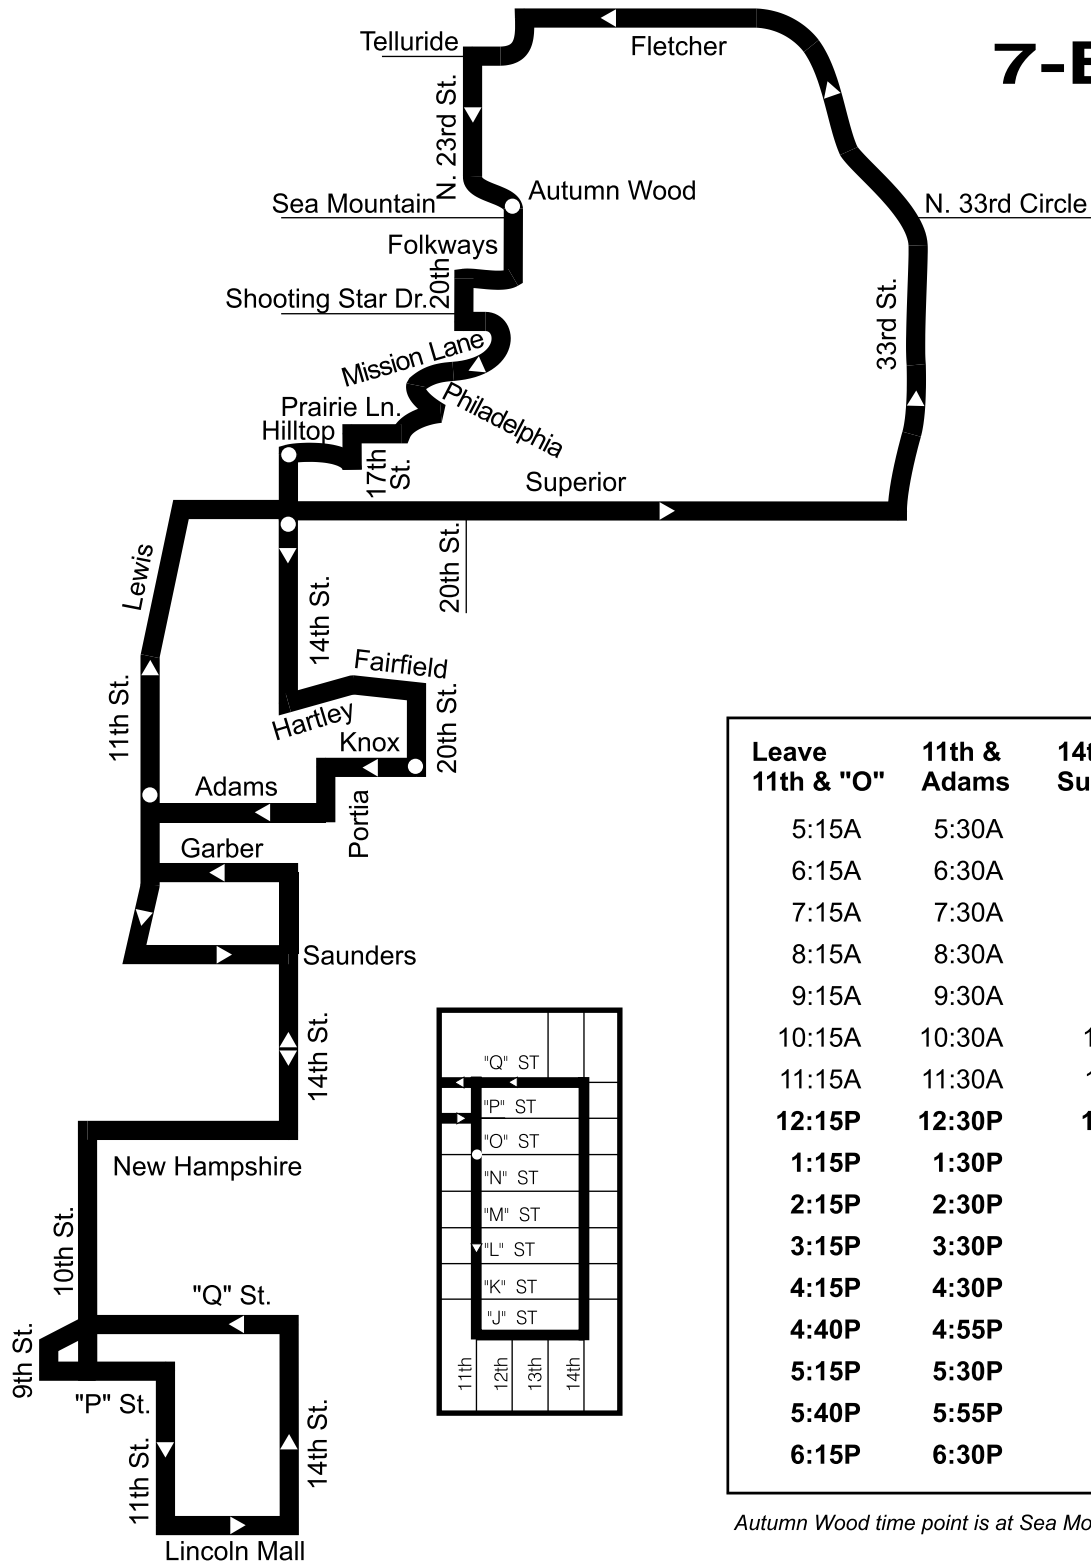 Telluride
Fletcher
7-E
N. 23rd St.
Autumn Wood
Sea Mountain
N. 33rd Circle
Folkways
20th
Shooting Star Dr.
33rd St.
Mission Lane
Philadelphia
Prairie Ln.
Hilltop
17th
St.
Superior
Lewis
20th St.
14th St.
Fairfield
11th St.
Hartley
20th St.
Knox
Adams
Portia
Garber
Saunders
14th St.
New Hampshire
10th St.
"Q" St.
9th St.
"P" St.
11th St.
14th St.
Lincoln Mall
"Q" ST
"P" ST
"O" ST
"N" ST
"M" ST
"L" ST
"K" ST
"J" ST
11th
12th
13th
14th
Leave 11th & 14t
11th & "O" Adams Su
5:15A 5:30A
6:15A 6:30A
7:15A 7:30A
8:15A 8:30A
9:15A 9:30A
10:15A 10:30A 1
11:15A 11:30A 1
12:15P 12:30P 1
1:15P 1:30P
2:15P 2:30P
3:15P 3:30P
4:15P 4:30P
4:40P 4:55P
5:15P 5:30P
5:40P 5:55P
6:15P 6:30P
Autumn Wood time point is at Sea Mo